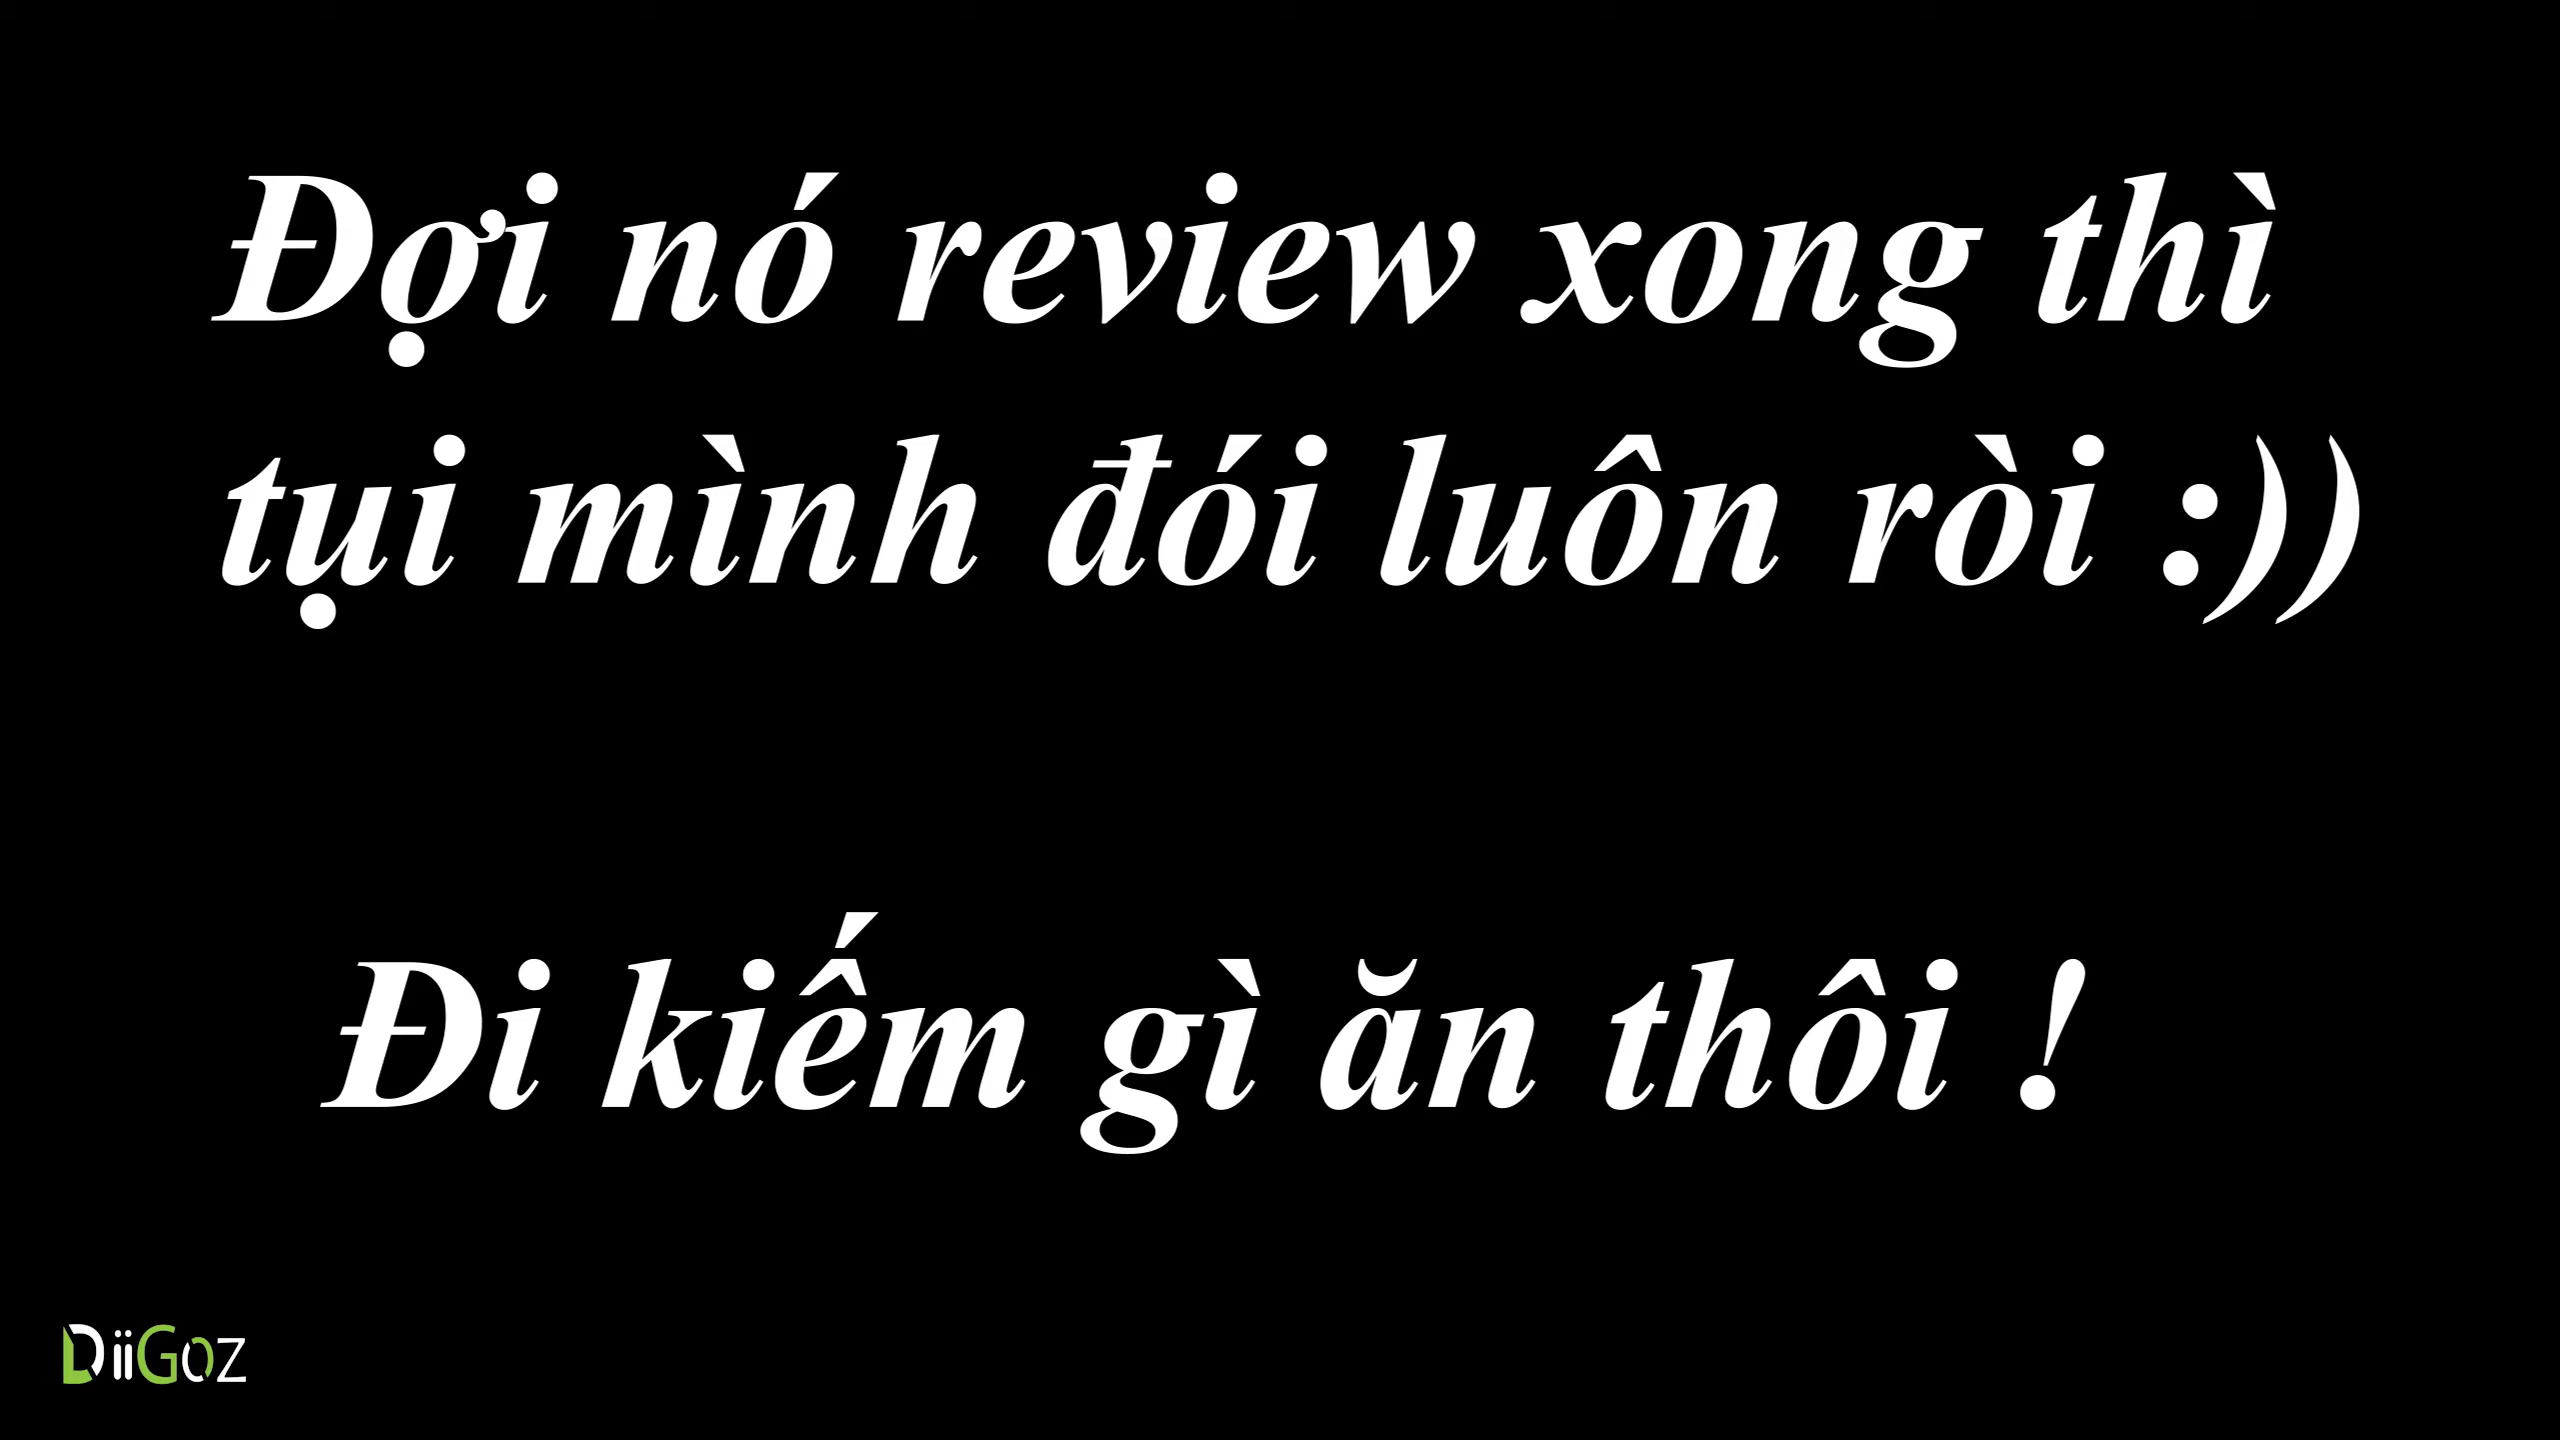 Đợi nó review xong thì
tụi mình đói luôn ròi :))
Đi kiếm gì ăn thôi !
DiiGoz